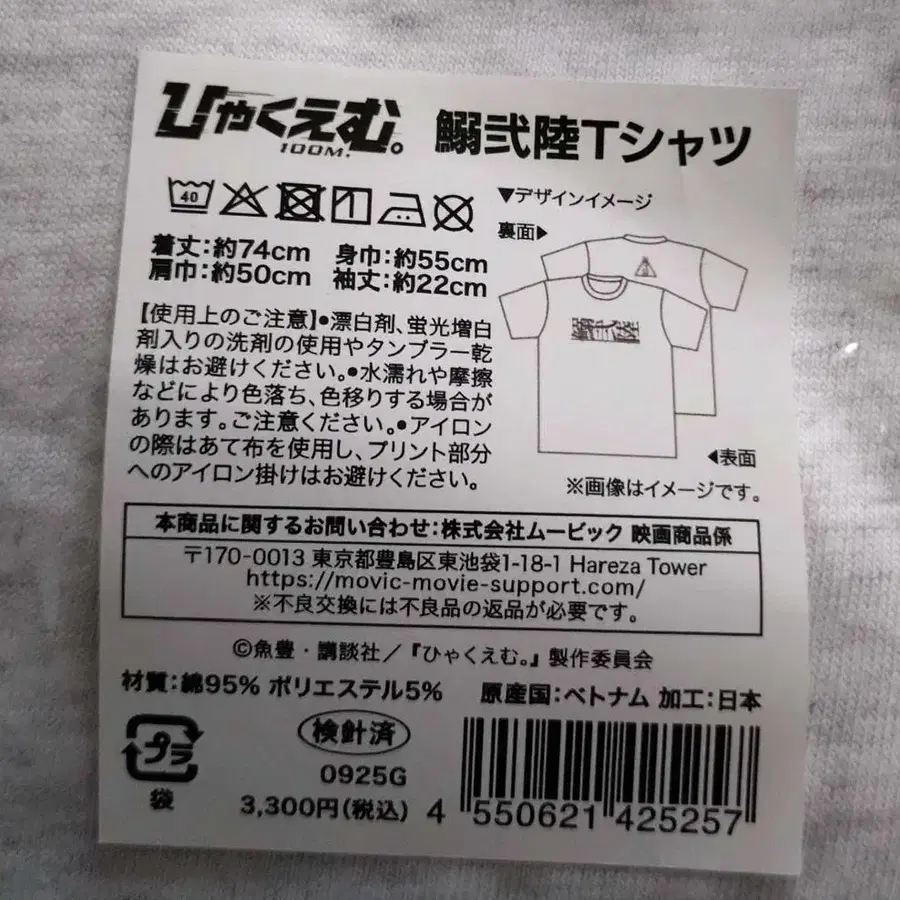 ひゃくえむ。
100M.
鰯弐陸Tシャツ
40
▼デザインイメージ
裏面▶
着丈:約74cm 身巾:約55cm
肩巾:約50cm 袖丈:約22cm
【使用上のご注意】●漂白剤、蛍光増白
剤入りの洗剤の使用やタンブラー乾
燥はお避けください。●水濡れや摩擦
などにより色落ち、色移りする場合が
あります。ご注意ください。●アイロン
の際はあて布を使用し、プリント部分
へのアイロン掛けはお避けください。
鰯弐陸
◀表面
※画像はイメージです。
本商品に関するお問い合わせ:株式会社ムービック 映画商品係
〒170-0013 東京都豊島区東池袋1-18-1 Hareza Tower
https://movic-movie-support.com/
※不良交換には不良品の返品が必要です。
©魚豊・講談社/『ひゃくえむ。』製作委員会
材質:綿95% ポリエステル5% 原産国:ベトナム 加工:日本
プラ
袋
検針済
0925G
3,300円(税込)
4 550621 425257